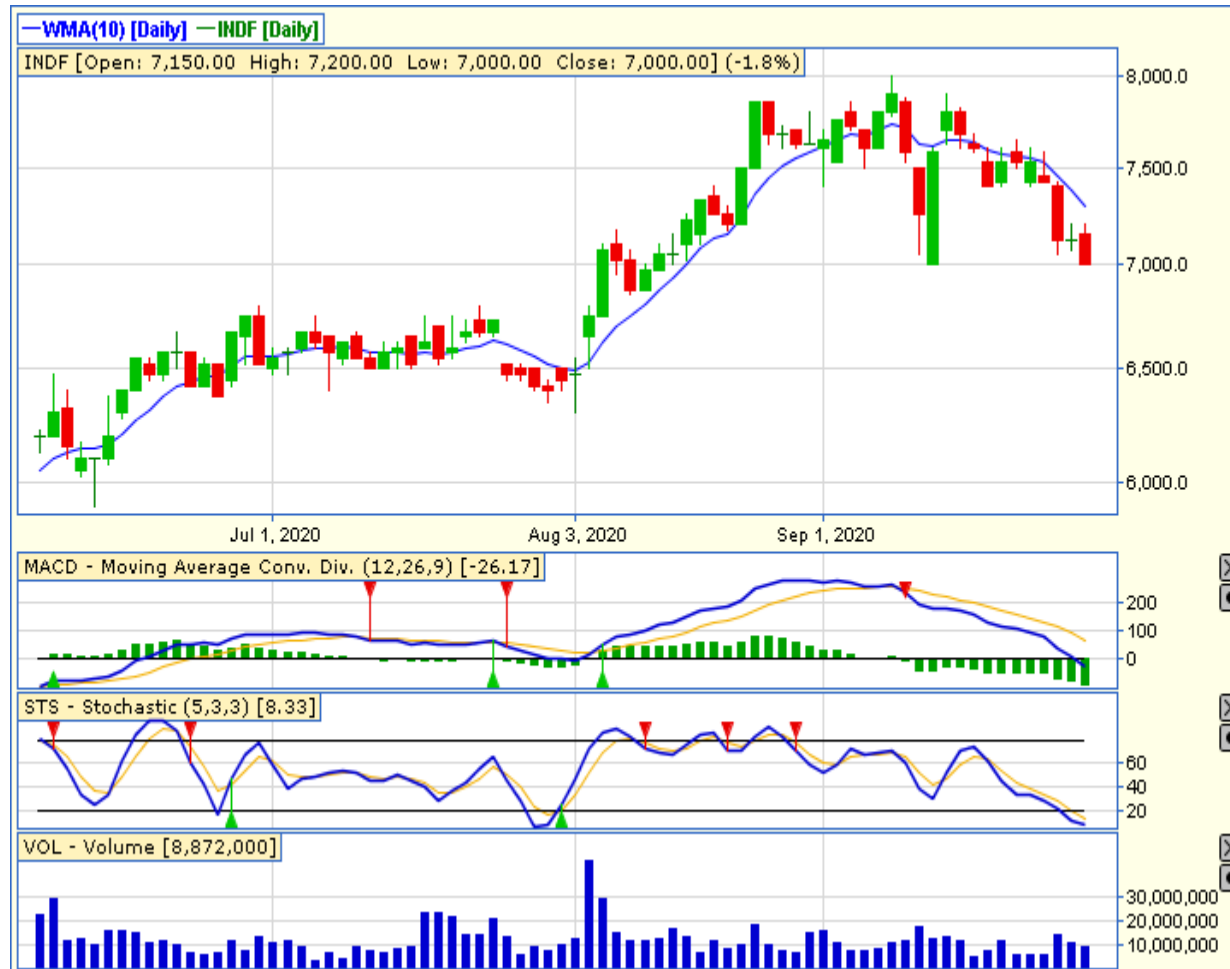 WMA(10) [Daily] INDF [Daily]
INDF [Open: 7,150.00 High: 7,200.00 Low: 7,000.00 Close: 7,000.00] (-1.8%)
8,000.0
7,500.0
7,000.0
6,500.0
6,000.0
Jul 1, 2020 Aug 3, 2020 Sep 1, 2020
MACD - Moving Average Conv. Div. (12,26,9) [-26.17]
200
100
0
STS - Stochastic (5,3,3) [8.33]
60
40
20
VOL - Volume [8,872,000]
30,000,000
20,000,000
10,000,000